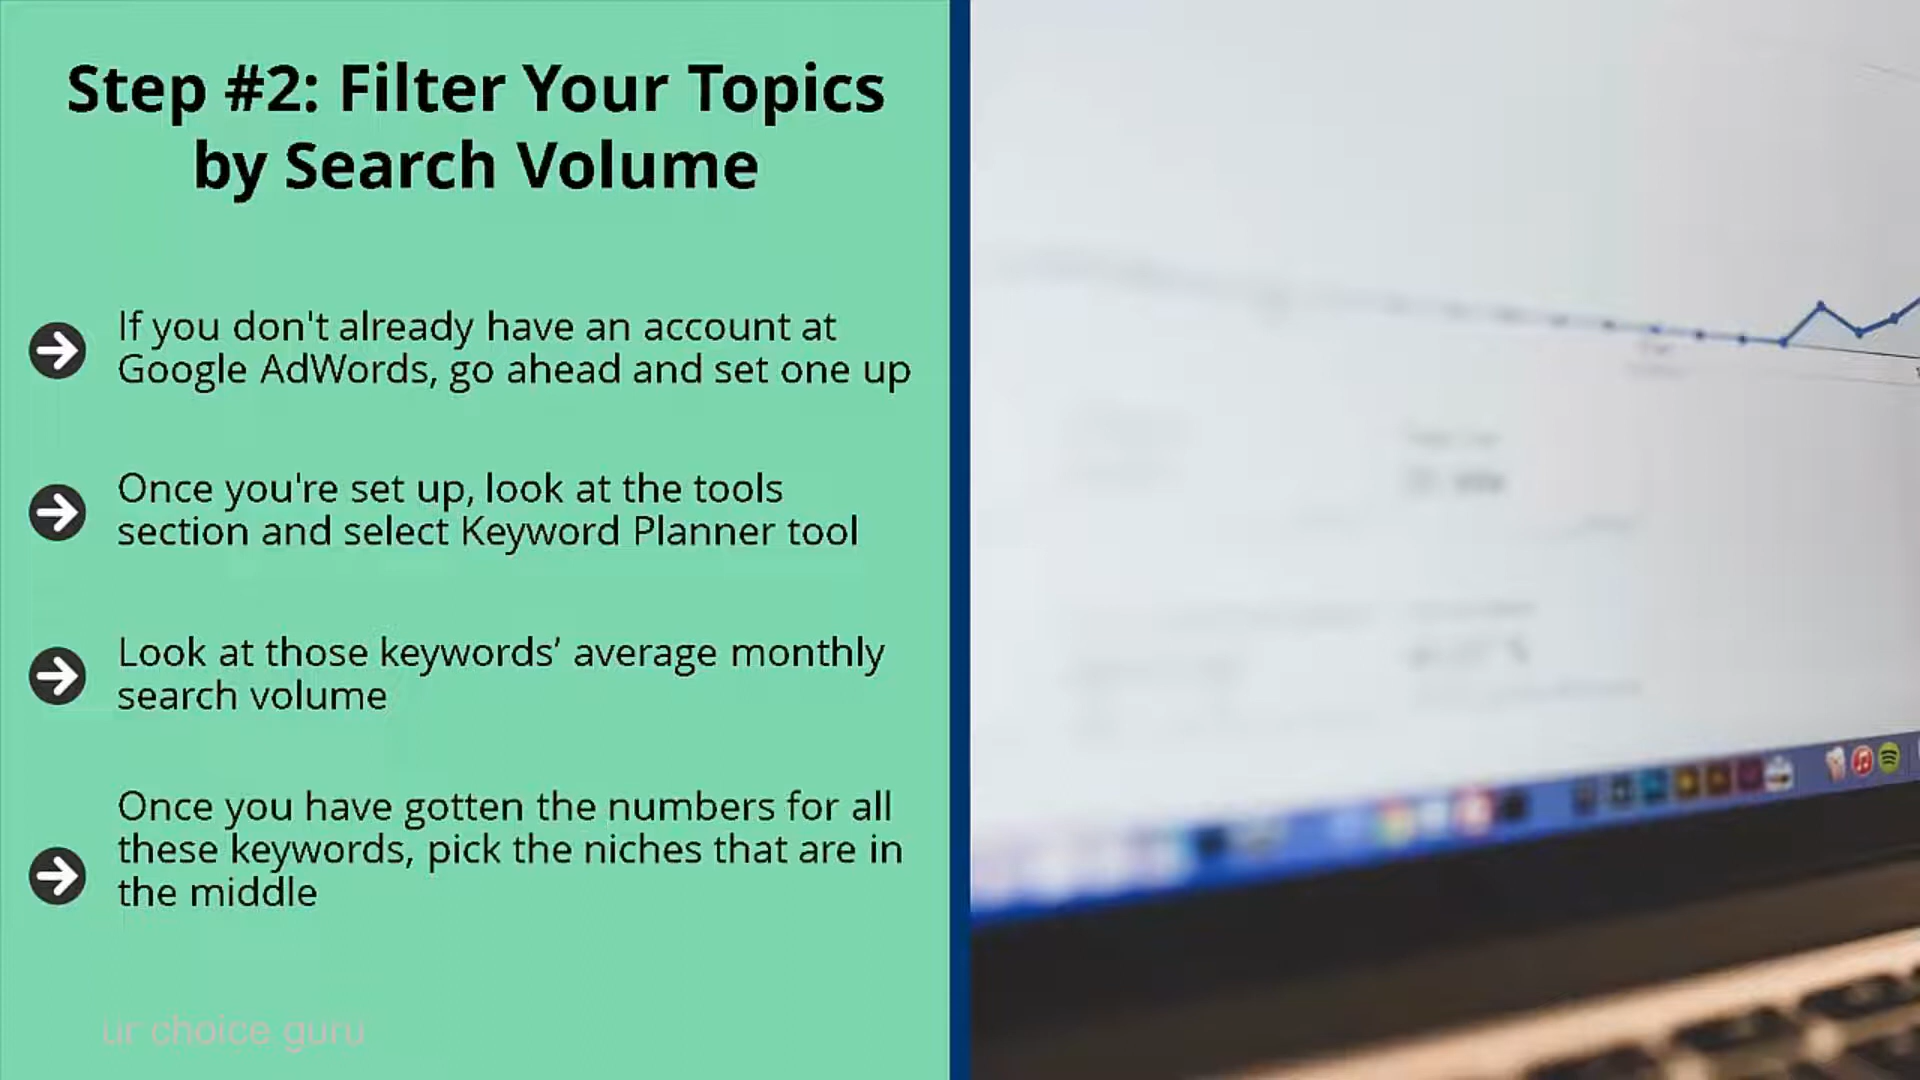 Step #2: Filter Your Topics
by Search Volume
If you don't already have an account at
Google AdWords, go ahead and set one up
Once you're set up, look at the tools
section and select Keyword Planner tool
Look at those keywords’ average monthly
search volume
Once you have gotten the numbers for all
these keywords, pick the niches that are in
the middle
ur choice guru